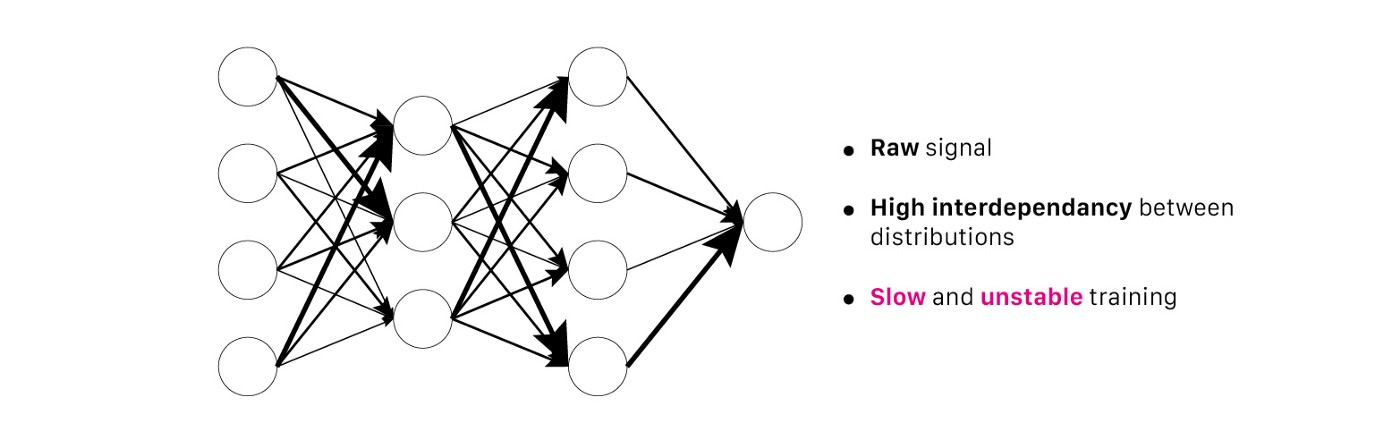 Raw signal
High interdependancy between
distributions
Slow and unstable training